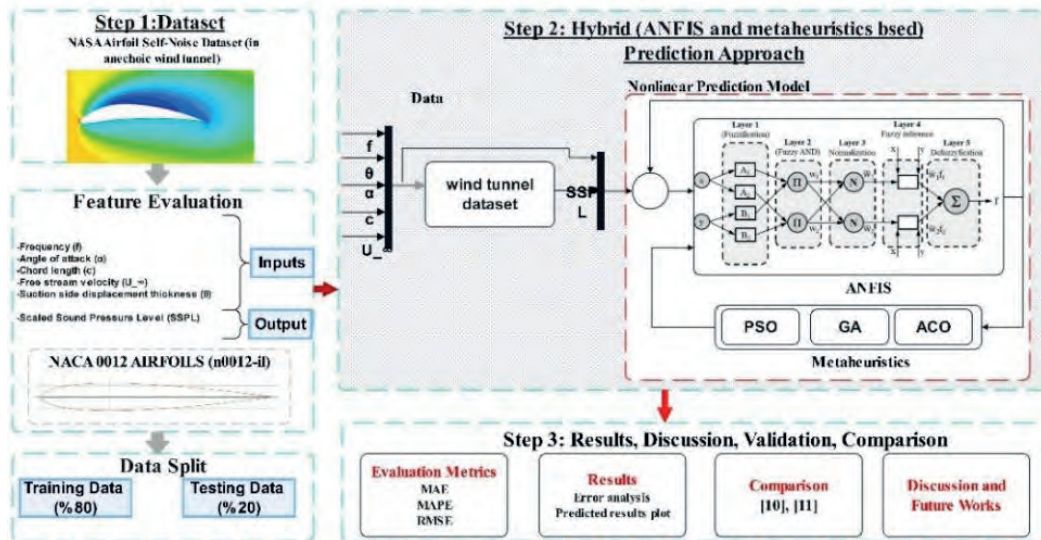 Step 1:Dataset
NASA Airfoil Self-Noise Dataset (in
anechoic wind tunnel)
Feature Evaluation
-Frequency (f)
-Angle of attack (α)
-Chord length (c)
-Free stream velocity (U_∞)
-Suction side displacement thickness (θ)
-Scaled Sound Pressure Level (SSPL)
Inputs
Output
NACA 0012 AIRFOILS (n0012-il)
Data Split
Training Data
(%80)
Testing Data
(%20)
Step 2: Hybrid (ANFIS and metaheuristics bsed)
Prediction Approach
Nonlinear Prediction Model
Data
f
θ
α
c
U_∞
wind tunnel
dataset
SSP
L
Layer 1
(Fuzzification)
Layer 2
(Fuzzy AND)
Layer 3
Normalization
Layer 4
Fuzzy inference
Layer 5
Defuzzyfication
X y
A₁
A₂
Π
Π
N
N
W₁
Σ
f
X y
ANFIS
PSO
GA
ACO
Metaheuristics
Step 3: Results, Discussion, Validation, Comparison
Evaluation Metrics
MAE
MAPE
RMSE
Results
Error analysis
Predicted results plot
Comparison
[10], [11]
Discussion and
Future Works